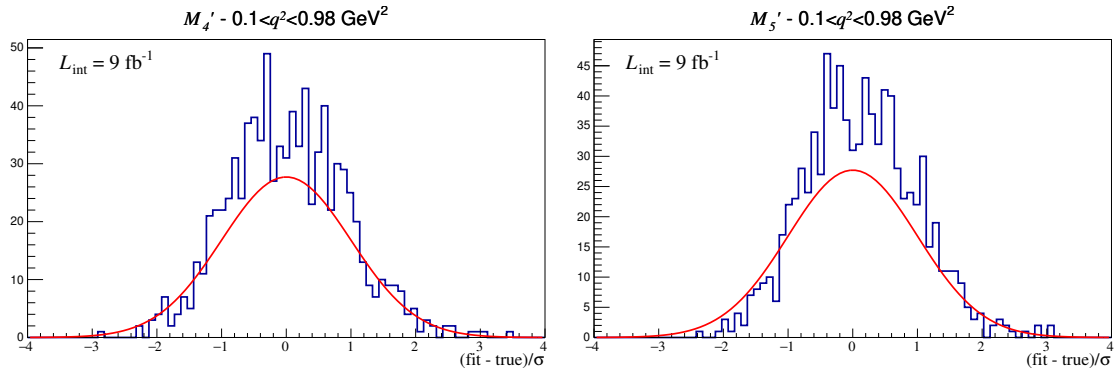 M₄′ - 0.1<q²<0.98 GeV²
L_int = 9 fb⁻¹
50
40
30
20
10
0
−4 −3 −2 −1 0 1 2 3 4
(fit - true)/σ
M₅′ - 0.1<q²<0.98 GeV²
L_int = 9 fb⁻¹
45
40
35
30
25
20
15
10
5
0
−4 −3 −2 −1 0 1 2 3 4
(fit - true)/σ